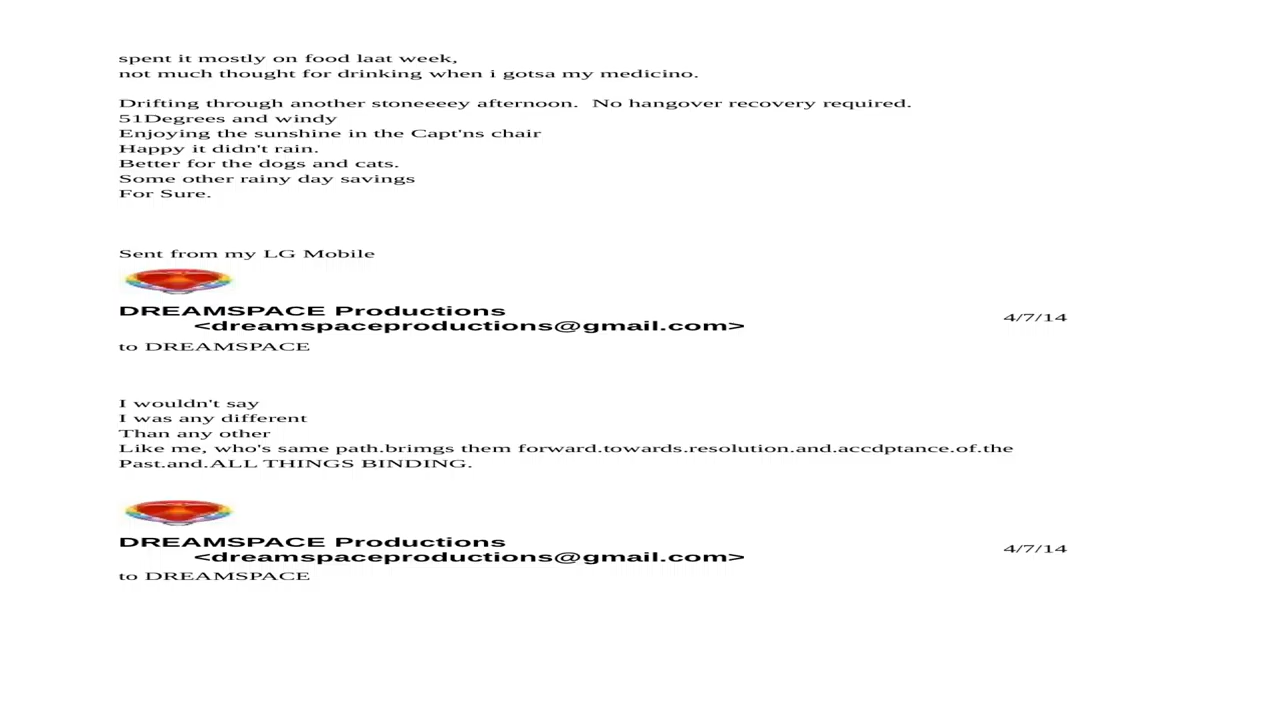 spent it mostly on food laat week,
not much thought for drinking when i gotsa my medicino.
Drifting through another stoneeeey afternoon.  No hangover recovery required.
51Degrees and windy
Enjoying the sunshine in the Capt'ns chair
Happy it didn't rain.
Better for the dogs and cats.
Some other rainy day savings
For Sure.
Sent from my LG Mobile
DREAMSPACE Productions
<dreamspaceproductions@gmail.com>
4/7/14
to DREAMSPACE
I wouldn't say
I was any different
Than any other
Like me, who's same path.brimgs them forward.towards.resolution.and.accdptance.of.the
Past.and.ALL THINGS BINDING.
DREAMSPACE Productions
<dreamspaceproductions@gmail.com>
4/7/14
to DREAMSPACE